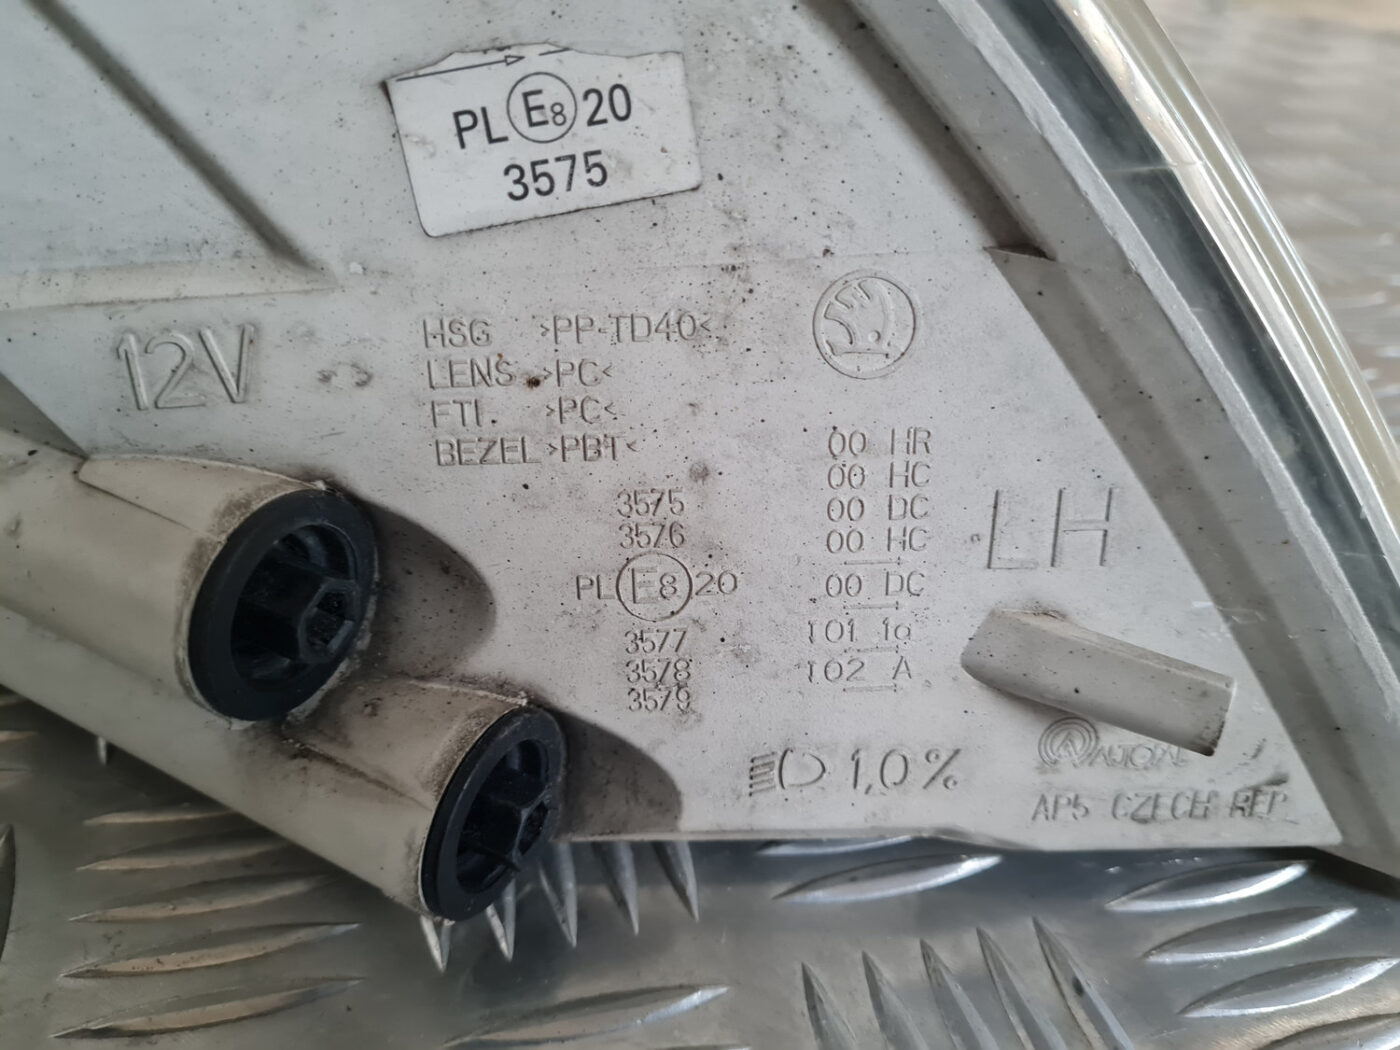 PL E8 20
3575
12V
HSG >PP-TD40<
LENS >PC<
FTI. >PC<
BEZEL >PBT<
00 HR
00 HC
3575 00 DC
3576 00 HC
PL E8 20 00 DC
3577 101 1a
3578 102 A
3579
LH
1,0%
AUTOPAL
AP5 CZECH REP.